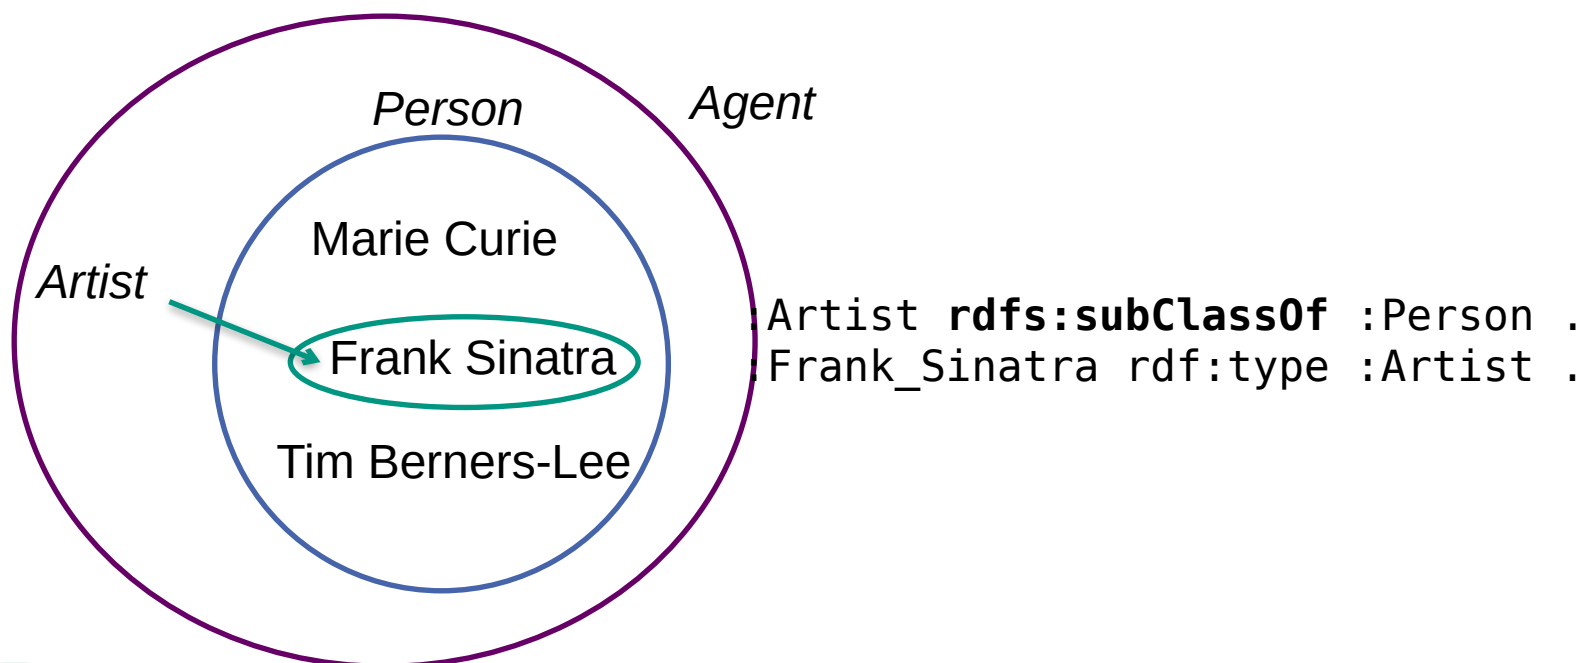 Person
Agent
Marie Curie
Artist
Frank Sinatra
Tim Berners-Lee
:Artist rdfs:subClassOf :Person .
:Frank_Sinatra rdf:type :Artist .